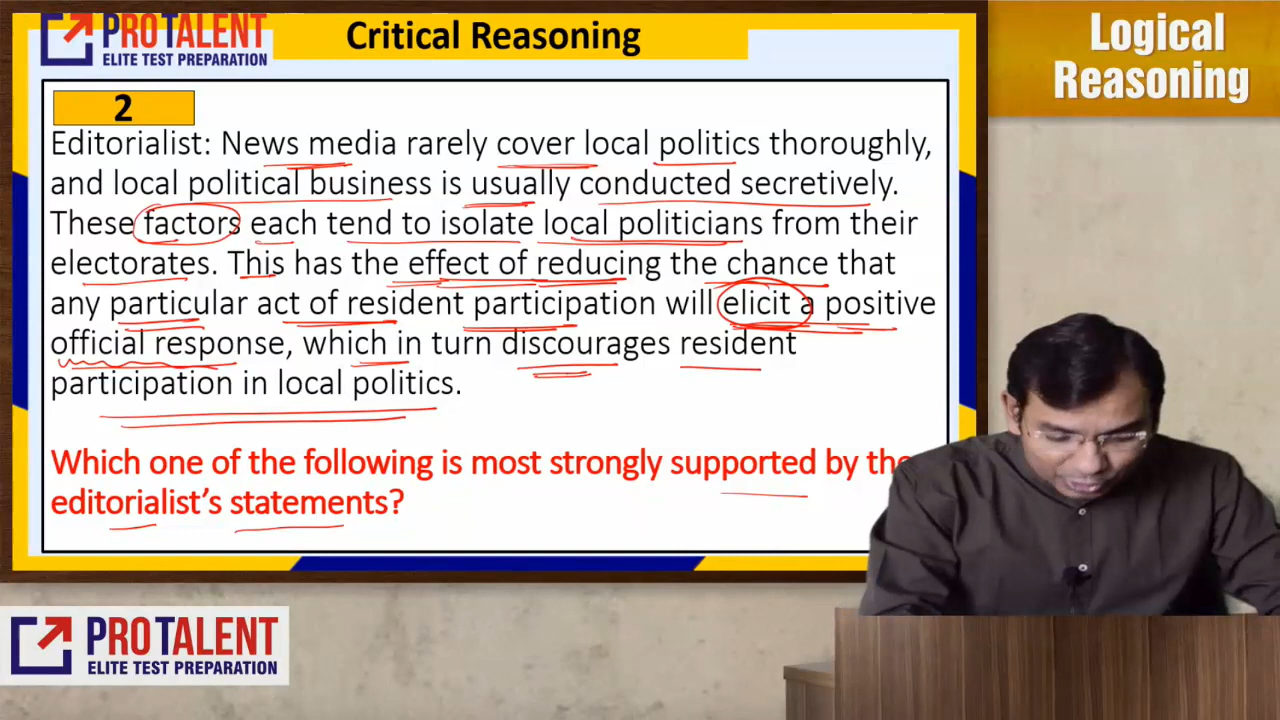 PROTALENT
ELITE TEST PREPARATION
Critical Reasoning
Logical
Reasoning
2
Editorialist: News media rarely cover local politics thoroughly,
and local political business is usually conducted secretively.
These factors each tend to isolate local politicians from their
electorates. This has the effect of reducing the chance that
any particular act of resident participation will elicit a positive
official response, which in turn discourages resident
participation in local politics.
Which one of the following is most strongly supported by the
editorialist's statements?
PROTALENT
ELITE TEST PREPARATION